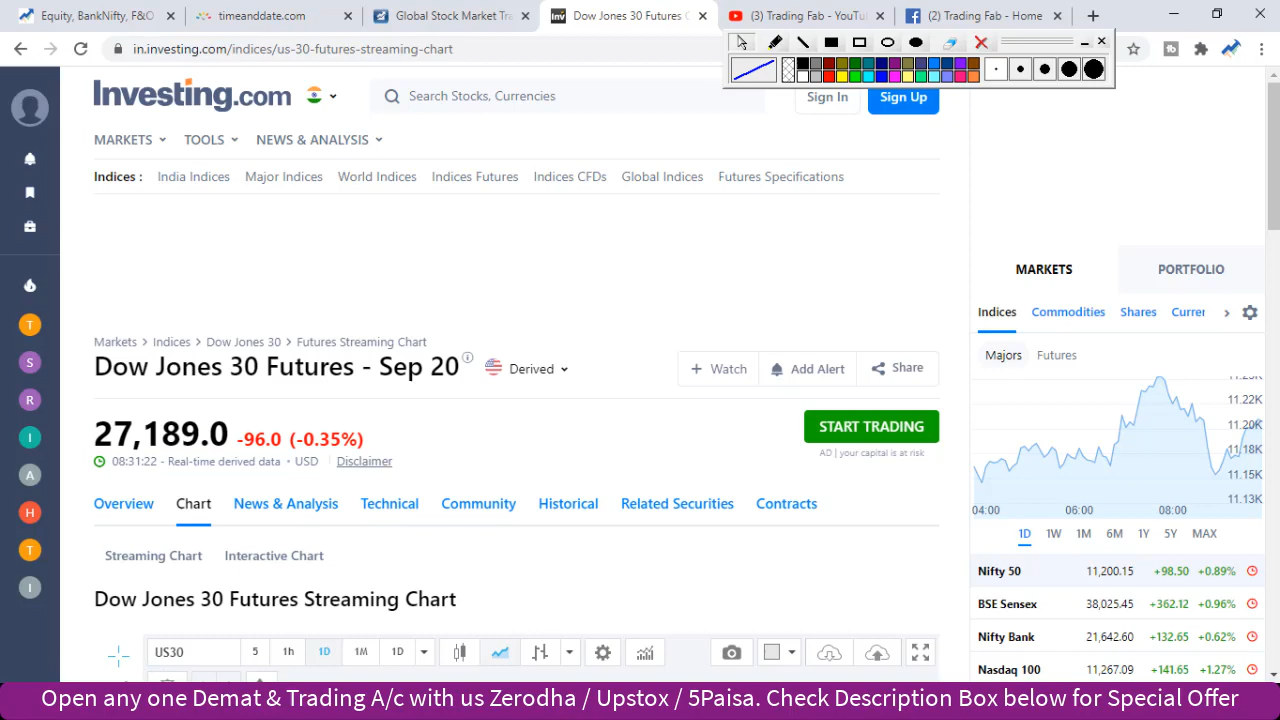 Equity, BankNifty, F&O
timeanddate.com
Global Stock Market Tra
Dow Jones 30 Futures C
(3) Trading Fab - YouTu
(2) Trading Fab - Home
in.investing.com/indices/us-30-futures-streaming-chart
Investing.com
Search Stocks, Currencies
Sign In
Sign Up
MARKETS
TOOLS
NEWS & ANALYSIS
Indices :
India Indices
Major Indices
World Indices
Indices Futures
Indices CFDs
Global Indices
Futures Specifications
Markets > Indices > Dow Jones 30 > Futures Streaming Chart
Dow Jones 30 Futures - Sep 20
Derived
+ Watch
Add Alert
Share
27,189.0 -96.0 (-0.35%)
START TRADING
AD | your capital is at risk
08:31:22 - Real-time derived data • USD
Disclaimer
Overview
Chart
News & Analysis
Technical
Community
Historical
Related Securities
Contracts
Streaming Chart
Interactive Chart
Dow Jones 30 Futures Streaming Chart
US30
5
1h
1D
1M
1D
T
S
R
I
A
H
T
I
MARKETS
PORTFOLIO
Indices
Commodities
Shares
Currer
Majors
Futures
11.22K
11.20K
11.18K
11.15K
11.13K
04:00
06:00
08:00
1D
1W
1M
6M
1Y
5Y
MAX
Nifty 50 11,200.15 +98.50 +0.89%
BSE Sensex 38,025.45 +362.12 +0.96%
Nifty Bank 21,642.60 +132.65 +0.62%
Nasdaq 100 11,267.09 +141.65 +1.27%
Open any one Demat & Trading A/c with us Zerodha / Upstox / 5Paisa. Check Description Box below for Special Offer